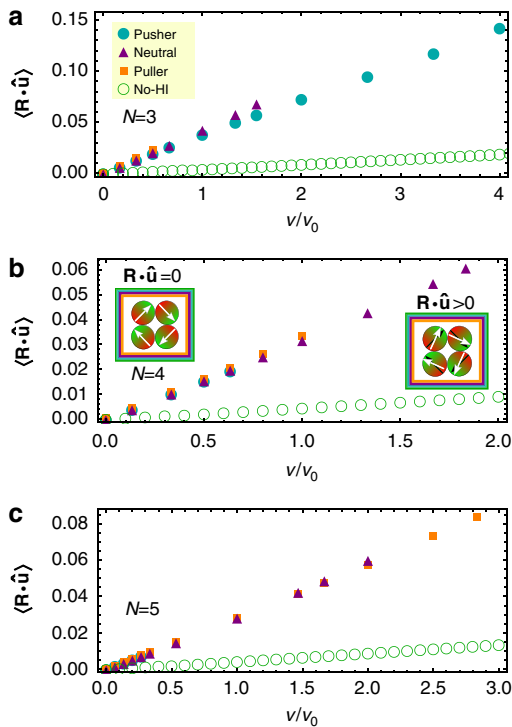 a
0.15
0.10
0.05
0.00
⟨R·û⟩
Pusher
Neutral
Puller
No-HI
N=3
0 1 2 3 4
v/v₀
b
0.06
0.05
0.04
0.03
0.02
0.01
0.00
⟨R·û⟩
R·û=0
R·û>0
N=4
0.0 0.5 1.0 1.5 2.0
v/v₀
c
0.08
0.06
0.04
0.02
0.00
⟨R·û⟩
N=5
0.0 0.5 1.0 1.5 2.0 2.5 3.0
v/v₀